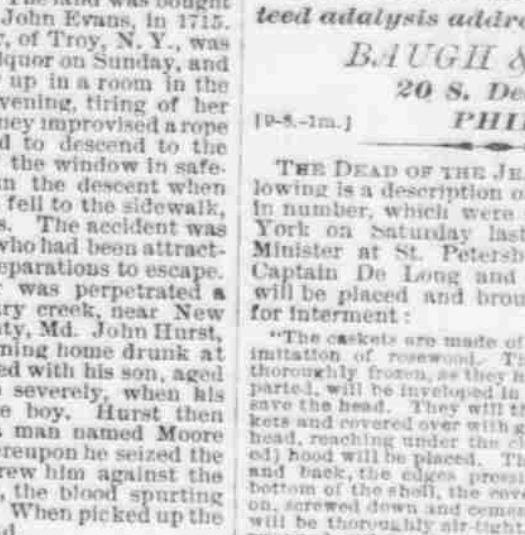 The land was bought
John Evans, in 1715.
, of Troy, N. Y., was
iquor on Sunday, and
up in a room in the
vening, tiring of her
ney improvised a rope
d to descend to the
the window in safe-
in the descent when
fell to the sidewalk,
s. The accident was
who had been attract-
eparations to escape.
was perpetrated a
ry creek, near New
ty, Md. John Hurst,
ning home drunk at
ed with his son, aged
severely, when his
e boy. Hurst then
a man named Moore
ereupon he seized the
rew him against the
, the blood spurting
When picked up the
d.
teed adalysis addre
BAUGH &
20 S. De
[9-8.-1m.] PHIL
THE DEAD OF THE JE
lowing is a description o
in number, which were
York on Saturday last
Minister at St. Petersb
Captain De Long and
will be placed and brou
for interment:
"The caskets are made of
imitation of rosewood. Th
thoroughly frozen, as they
parted, will be inveloped in
save the head. They will
kets and covered over with
head, reaching under the
ed) hood will be placed. Th
and back, the edges pressi
bottom of the shell, the cove
on, screwed down and cemen
will be thoroughly air-tight